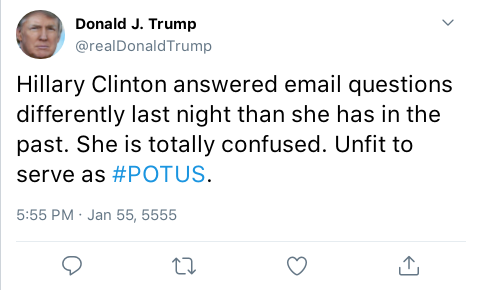 Donald J. Trump
@realDonaldTrump
Hillary Clinton answered email questions
differently last night than she has in the
past. She is totally confused. Unfit to
serve as #POTUS.
5:55 PM · Jan 55, 5555